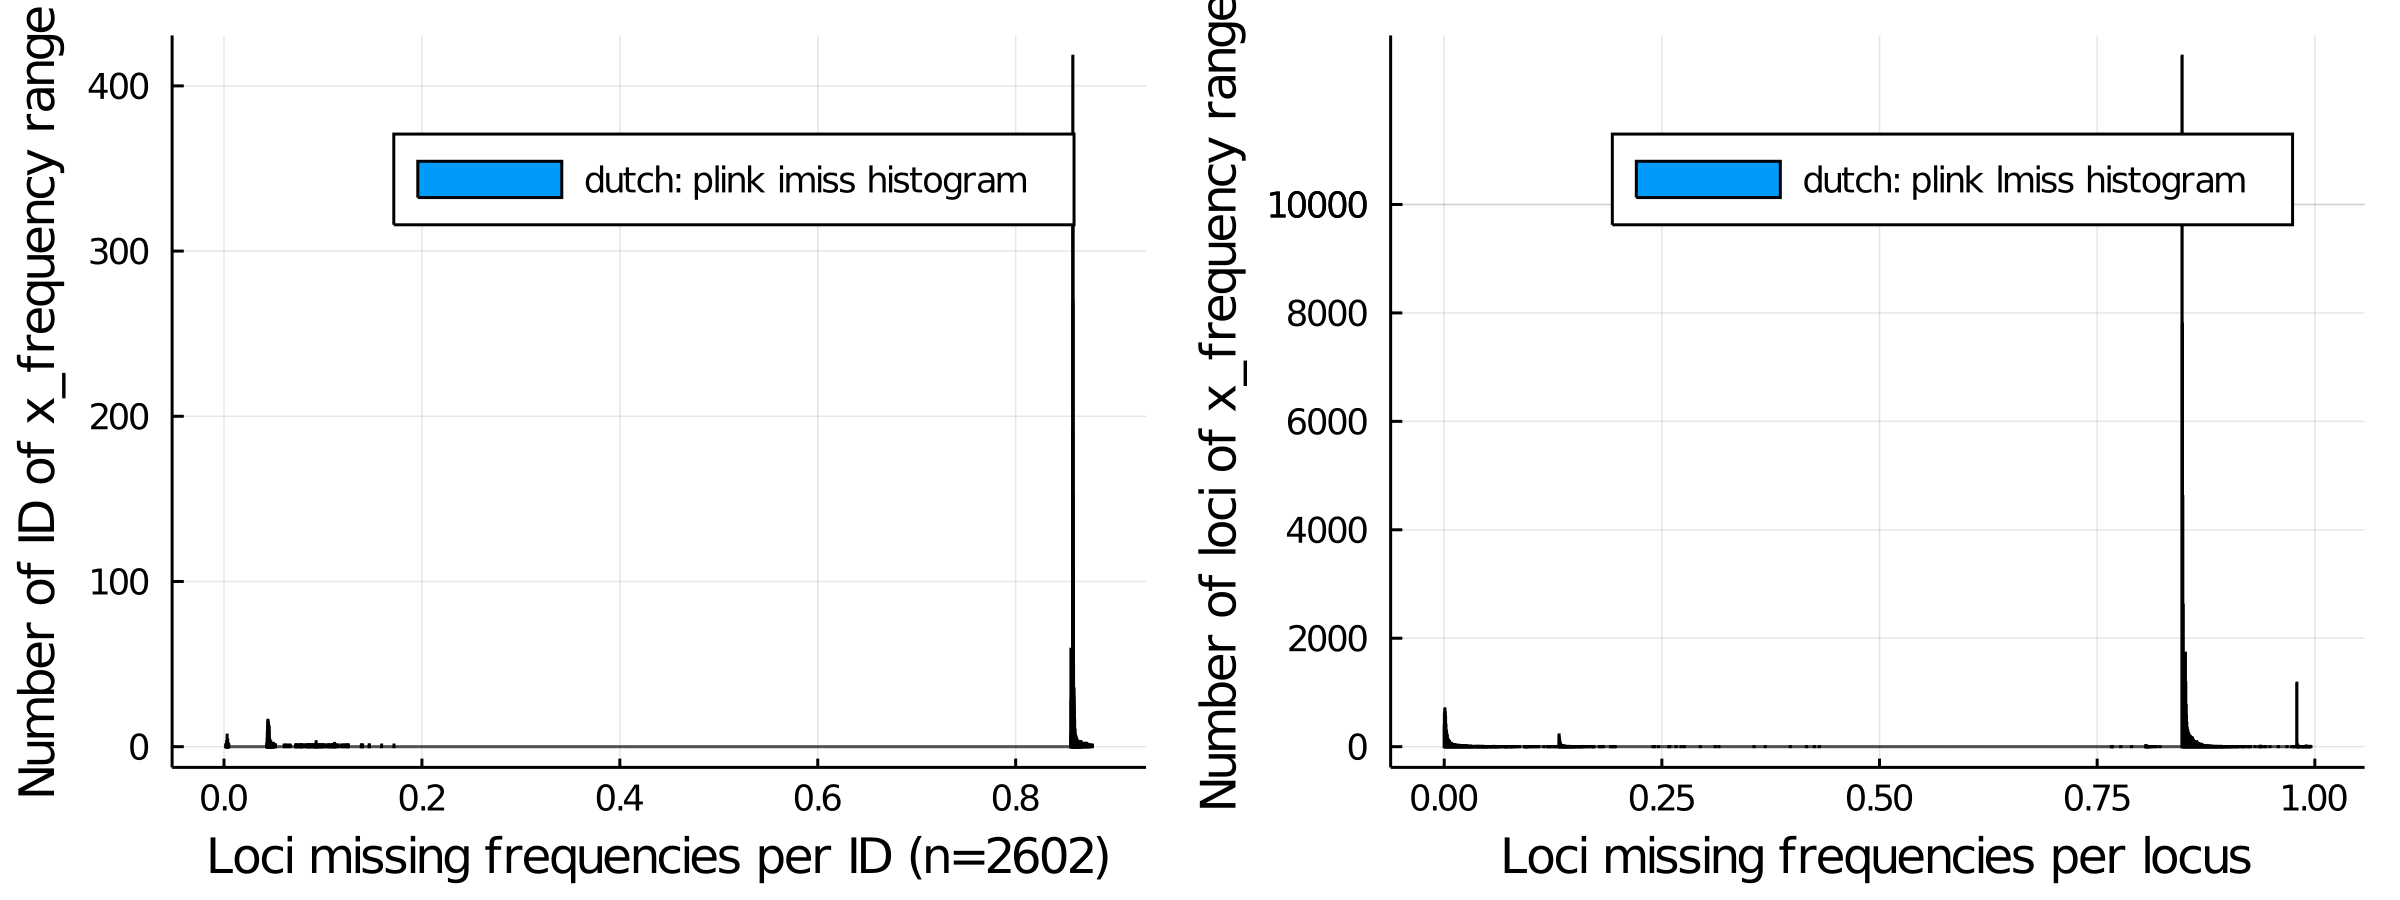 Number of ID of x_frequency range
400
300
200
100
0
dutch: plink imiss histogram
0.0 0.2 0.4 0.6 0.8
Loci missing frequencies per ID (n=2602)
Number of loci of x_frequency range
10000
8000
6000
4000
2000
0
dutch: plink lmiss histogram
0.00 0.25 0.50 0.75 1.00
Loci missing frequencies per locus